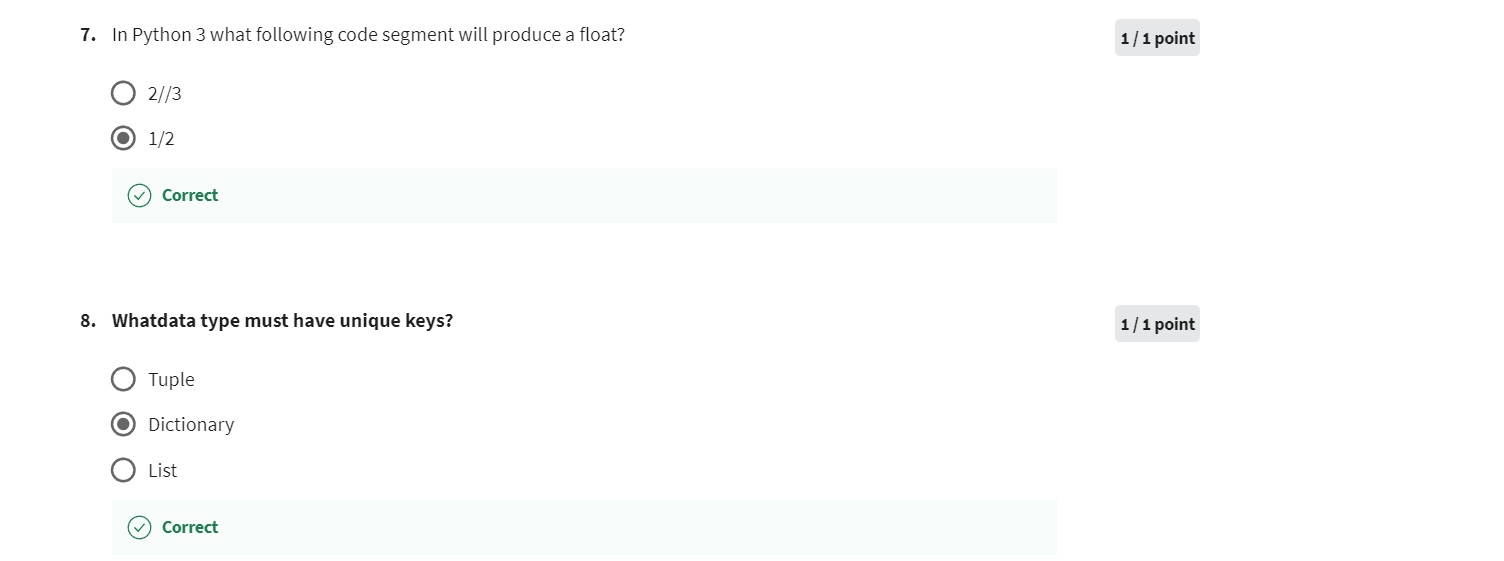 7. In Python 3 what following code segment will produce a float?
1 / 1 point
2//3
1/2
Correct
8. Whatdata type must have unique keys?
1 / 1 point
Tuple
Dictionary
List
Correct